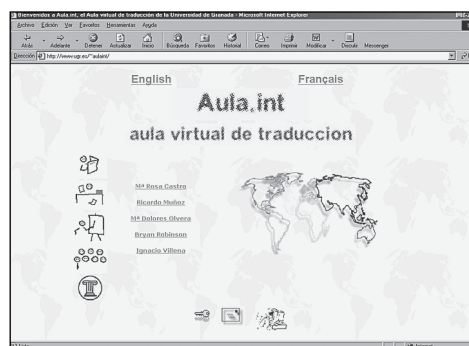 Bienvenidos a Aula.int, el Aula virtual de traducción de la Universidad de Granada - Microsoft Internet Explorer
Archivo Edición Ver Favoritos Herramientas Ayuda
Atrás Adelante Detener Actualizar Inicio Búsqueda Favoritos Historial Correo Imprimir Modificar Discutir Messenger
Dirección http://www.ugr.es/~aulaint/
English Français
Aula.int
aula virtual de traduccion
Mª Rosa Castro
Ricardo Muñoz
Mª Dolores Olvera
Bryan Robinson
Ignacio Villena